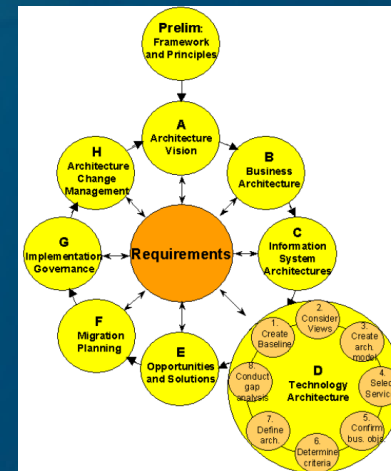 Prelim:
Framework
and Principles
A
Architecture
Vision
B
Business
Architecture
H
Architecture
Change
Management
C
Information
System
Architectures
G
Implementation
Governance
Requirements
F
Migration
Planning
E
Opportunities
and Solutions
D
Technology
Architecture
1.
Create
Baseline
2.
Consider
Views
3.
Create
arch.
model
4.
Selec
Service
5.
Confirm
bus. obje
6.
Determine
criteria
7.
Define
arch.
8.
Conduct
gap
analysis